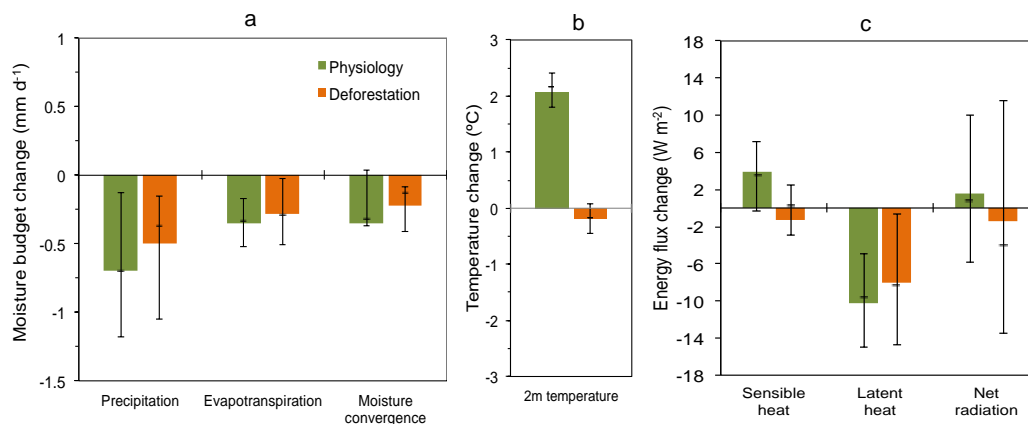 a
Moisture budget change (mm d-1)
1
0.5
0
-0.5
-1
-1.5
Physiology
Deforestation
Precipitation
Evapotranspiration
Moisture
convergence
b
Temperature change (ºC)
3
2
1
0
-1
-2
-3
2m temperature
c
Energy flux change (W m-2)
18
14
10
6
2
-2
-6
-10
-14
-18
Sensible
heat
Latent
heat
Net
radiation